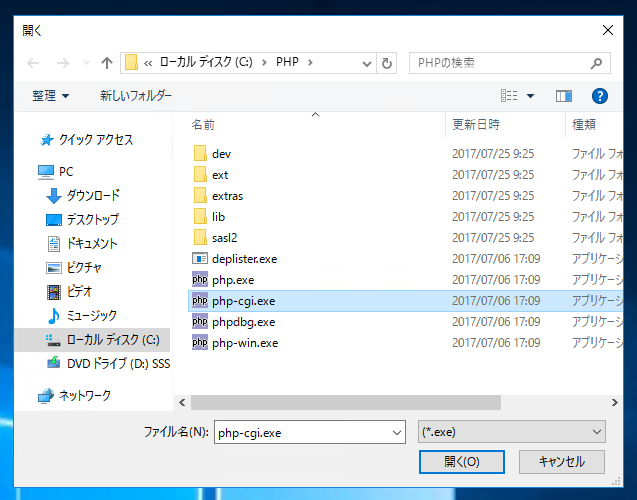 開く
« ローカル ディスク (C:) › PHP ›
PHPの検索
整理
新しいフォルダー
名前 更新日時 種類
クイック アクセス
PC
ダウンロード
デスクトップ
ドキュメント
ピクチャ
ビデオ
ミュージック
ローカル ディスク (C:)
DVD ドライブ (D:) SSS
ネットワーク
dev 2017/07/25 9:25 ファイル フォ
ext 2017/07/25 9:25 ファイル フォ
extras 2017/07/25 9:25 ファイル フォ
lib 2017/07/25 9:25 ファイル フォ
sasl2 2017/07/25 9:25 ファイル フォ
deplister.exe 2017/07/06 17:09 アプリケーシ
php php.exe 2017/07/06 17:09 アプリケーシ
php php-cgi.exe 2017/07/06 17:09 アプリケーシ
php phpdbg.exe 2017/07/06 17:09 アプリケーシ
php php-win.exe 2017/07/06 17:09 アプリケーシ
ファイル名(N): php-cgi.exe (*.exe)
開く(O) キャンセル